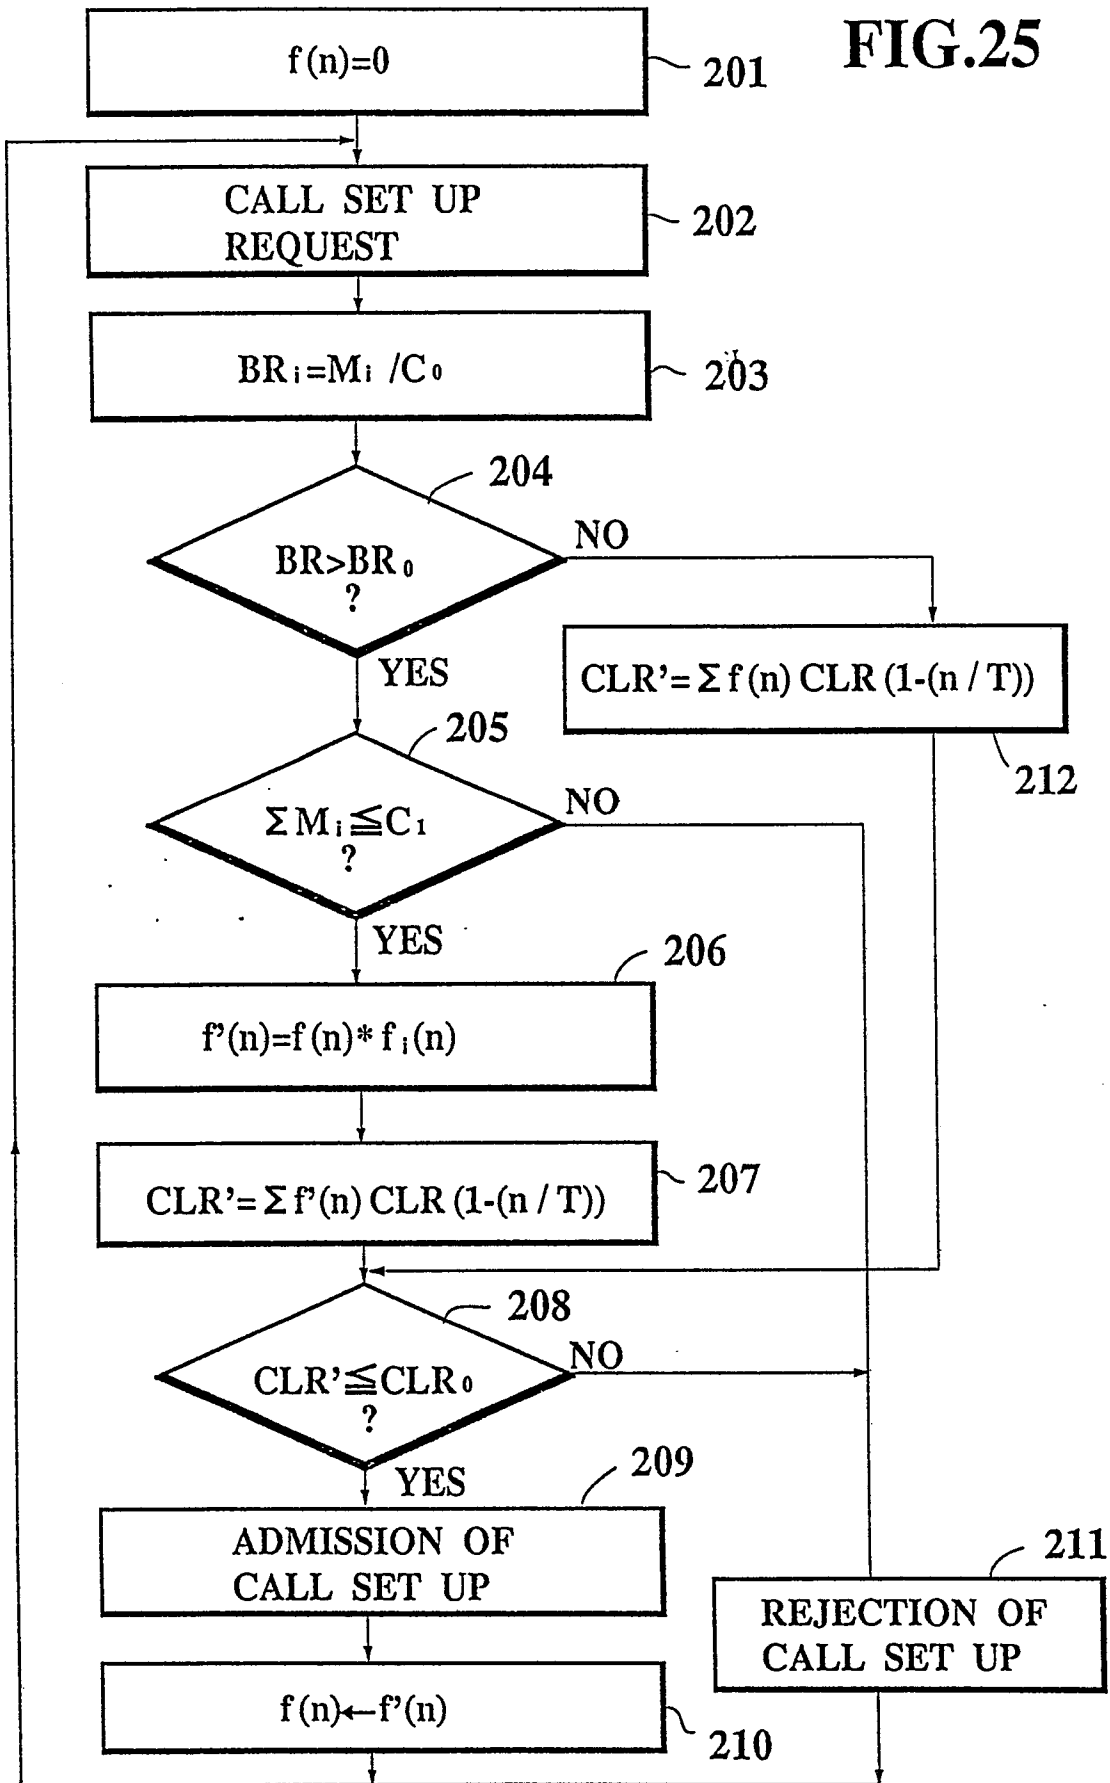 FIG.25
f(n)=0
201
CALL SET UP
REQUEST
202
BRi=Mi /C0
203
204
BR>BR0
?
NO
YES
CLR'=Σf(n)CLR(1-(n/T))
212
205
ΣMi≦C1
?
NO
YES
206
f'(n)=f(n)*fi(n)
CLR'=Σf'(n)CLR(1-(n/T))
207
208
CLR'≦CLR0
?
NO
YES
209
ADMISSION OF
CALL SET UP
211
REJECTION OF
CALL SET UP
f(n)←f'(n)
210